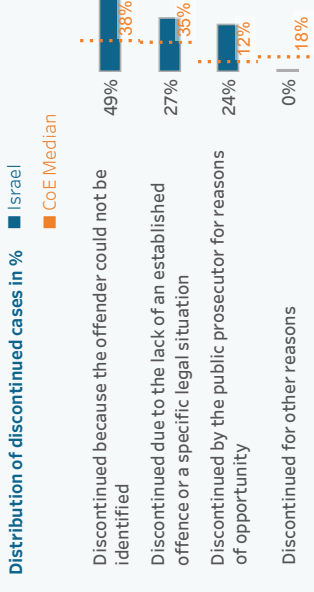 Distribution of discontinued cases in %
Israel
CoE Median
Discontinued because the offender could not be
identified
49%
38%
Discontinued due to the lack of an established
offence or a specific legal situation
27%
35%
Discontinued by the public prosecutor for reasons
of opportunity
24%
12%
Discontinued for other reasons
0%
18%